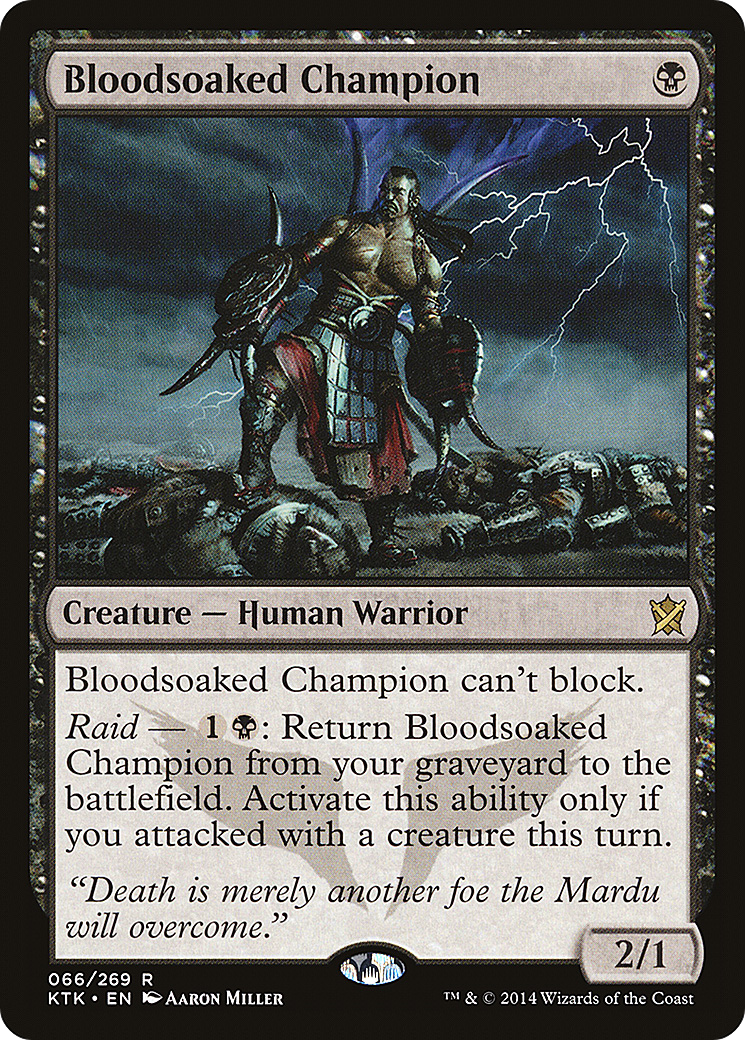 Bloodsoaked Champion
Creature — Human Warrior
Bloodsoaked Champion can't block.
Raid — 1 : Return Bloodsoaked
Champion from your graveyard to the
battlefield. Activate this ability only if
you attacked with a creature this turn.
“Death is merely another foe the Mardu
will overcome.”
2/1
066/269 R
KTK • EN Aaron Miller
™ & © 2014 Wizards of the Coast